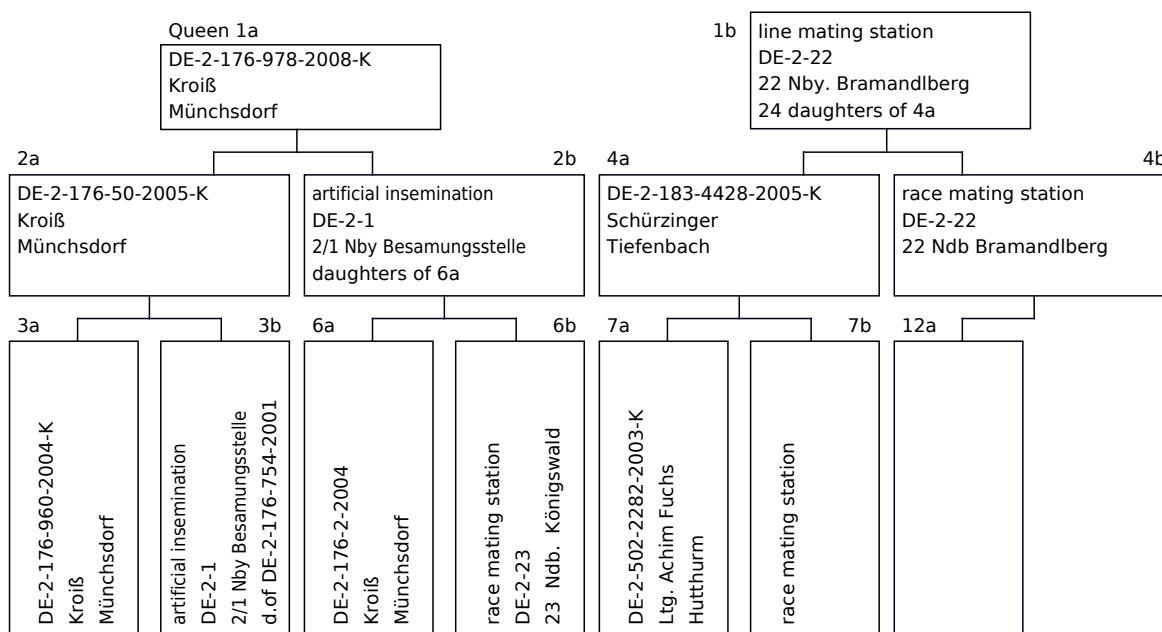 Queen 1a
DE-2-176-978-2008-K
Kroiß
Münchsdorf
1b
line mating station
DE-2-22
22 Nby. Bramandlberg
24 daughters of 4a
2a
DE-2-176-50-2005-K
Kroiß
Münchsdorf
2b
artificial insemination
DE-2-1
2/1 Nby Besamungsstelle
daughters of 6a
4a
DE-2-183-4428-2005-K
Schürzinger
Tiefenbach
4b
race mating station
DE-2-22
22 Ndb Bramandlberg
3a
DE-2-176-960-2004-K
Kroiß
Münchsdorf
3b
artificial insemination
DE-2-1
2/1 Nby Besamungsstelle
d.of DE-2-176-754-2001
6a
DE-2-176-2-2004
Kroiß
Münchsdorf
6b
race mating station
DE-2-23
23 Ndb. Königswald
7a
DE-2-502-2282-2003-K
Ltg. Achim Fuchs
Hutthurm
7b
race mating station
12a